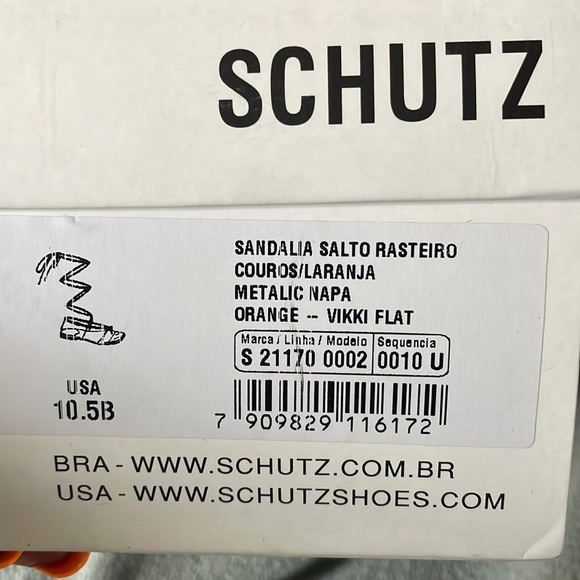 SCHUTZ
SANDALIA SALTO RASTEIRO
COUROS/LARANJA
METALIC NAPA
ORANGE -- VIKKI FLAT
Marca / Linha / Modelo Sequencia
S 21170 0002 0010 U
USA
10.5B
7 909829 116172
BRA - WWW.SCHUTZ.COM.BR
USA - WWW.SCHUTZSHOES.COM